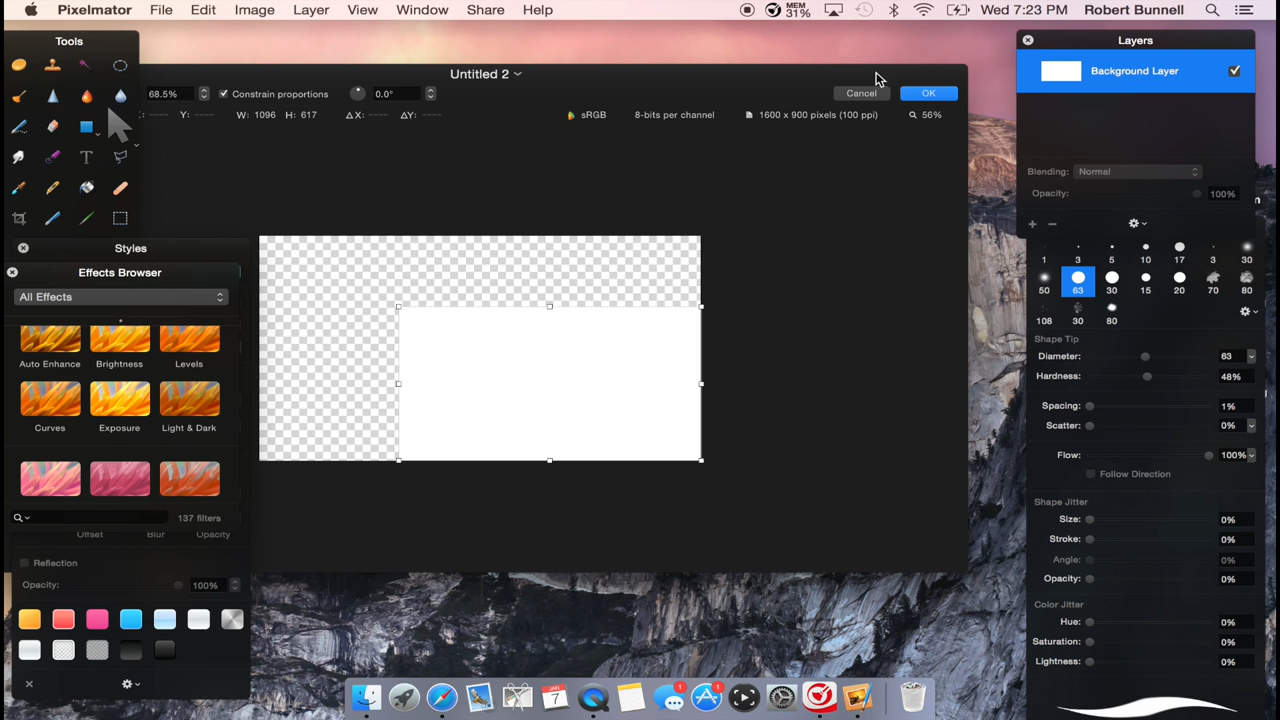 Pixelmator File Edit Image Layer View Window Share Help MEM 31% Wed 7:23 PM Robert Bunnell
Tools
Untitled 2
68.5% Constrain proportions 0.0° Cancel OK
Y: W: 1096 H: 617 ΔX: ΔY: sRGB 8-bits per channel 1600 x 900 pixels (100 ppi) 56%
Layers
Background Layer
Blending: Normal
Opacity: 100%
Styles
Effects Browser
All Effects
Auto Enhance Brightness Levels
Curves Exposure Light & Dark
137 filters
Offset Blur Opacity
Reflection
Opacity: 100%
1 3 5 10 17 3 30
50 63 30 15 20 70 80
108 30 80
Shape Tip
Diameter: 63
Hardness: 48%
Spacing: 1%
Scatter: 0%
Flow: 100%
Follow Direction
Shape Jitter
Size: 0%
Stroke: 0%
Angle: 0%
Opacity: 0%
Color Jitter
Hue: 0%
Saturation: 0%
Lightness: 0%
JAN
7
1
1